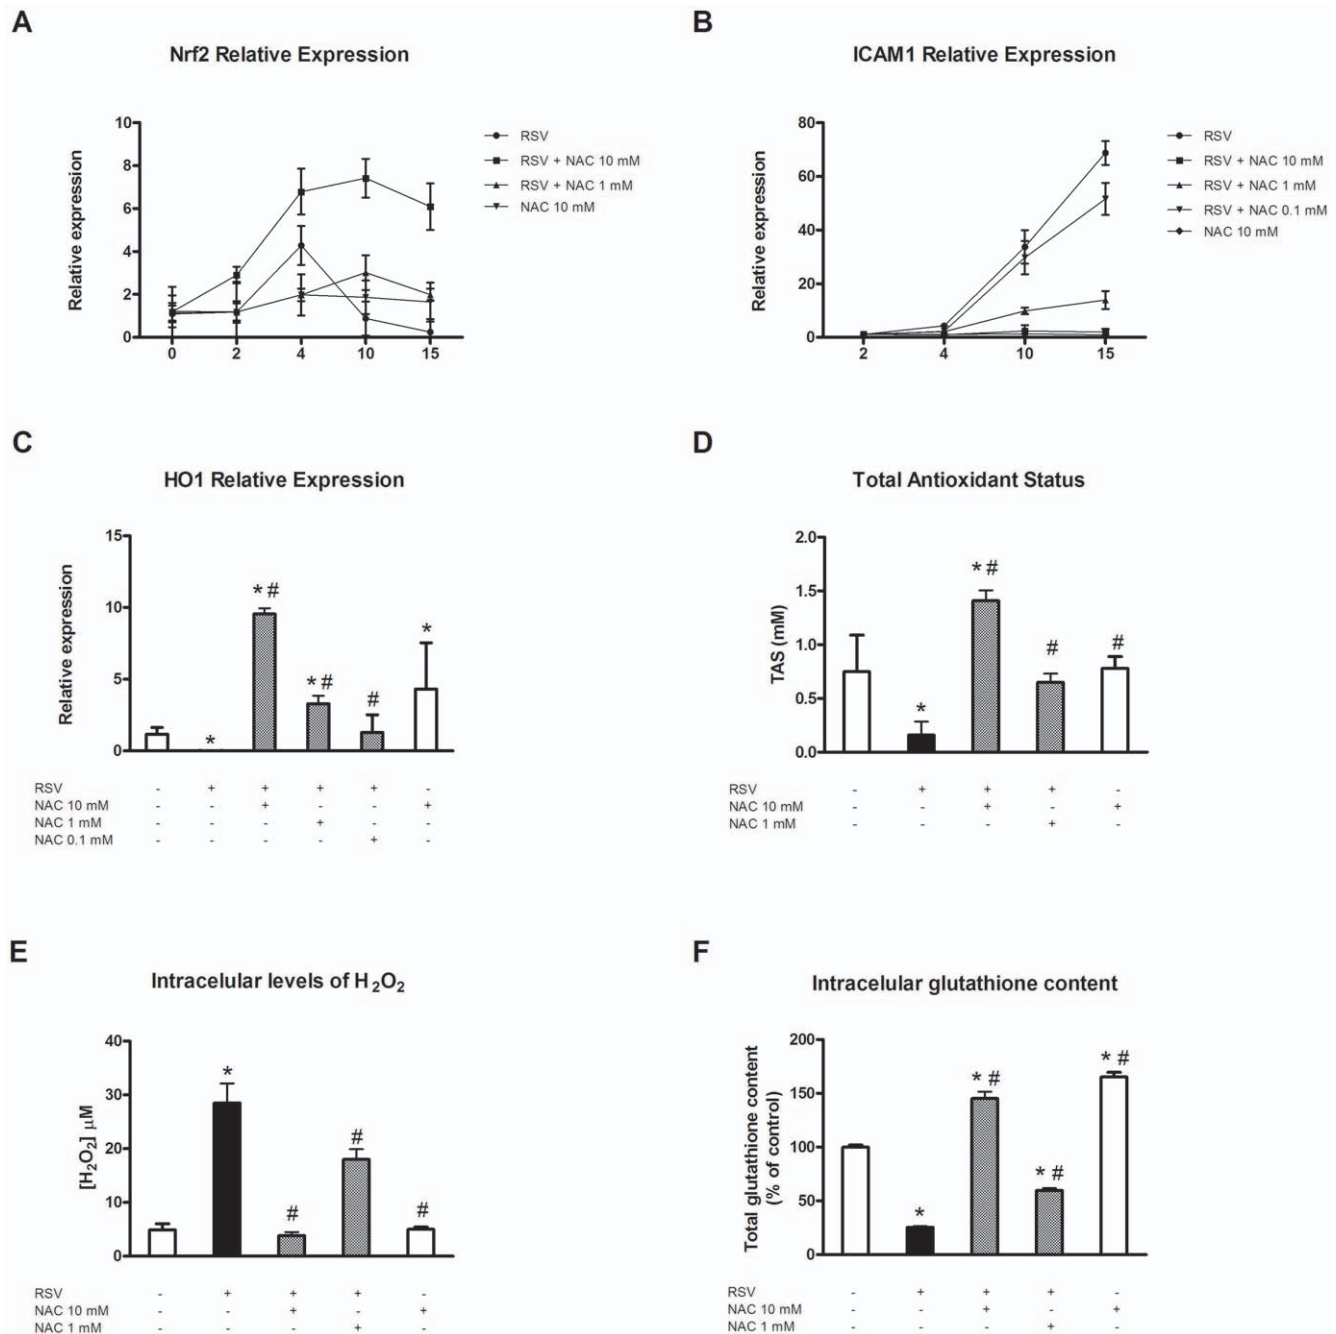 A
Nrf2 Relative Expression
Relative expression
10
8
6
4
2
0
0 2 4 10 15
RSV
RSV + NAC 10 mM
RSV + NAC 1 mM
NAC 10 mM
B
ICAM1 Relative Expression
Relative expression
80
60
40
20
0
2 4 10 15
RSV
RSV + NAC 10 mM
RSV + NAC 1 mM
RSV + NAC 0.1 mM
NAC 10 mM
C
HO1 Relative Expression
Relative expression
15
10
5
0
* * # * # # *
RSV - + + + + -
NAC 10 mM - - + - - +
NAC 1 mM - - - + - -
NAC 0.1 mM - - - - + -
D
Total Antioxidant Status
TAS (mM)
2.0
1.5
1.0
0.5
0.0
* * # # #
RSV - + + + -
NAC 10 mM - - + - +
NAC 1 mM - - - + -
E
Intracelular levels of H2O2
[H2O2] μM
40
30
20
10
0
* # # #
RSV - + + + -
NAC 10 mM - - + - +
NAC 1 mM - - - + -
F
Intracelular glutathione content
Total glutathione content
(% of control)
200
150
100
50
0
* * # * # * #
RSV - + + + -
NAC 10 mM - - + - +
NAC 1 mM - - - + -